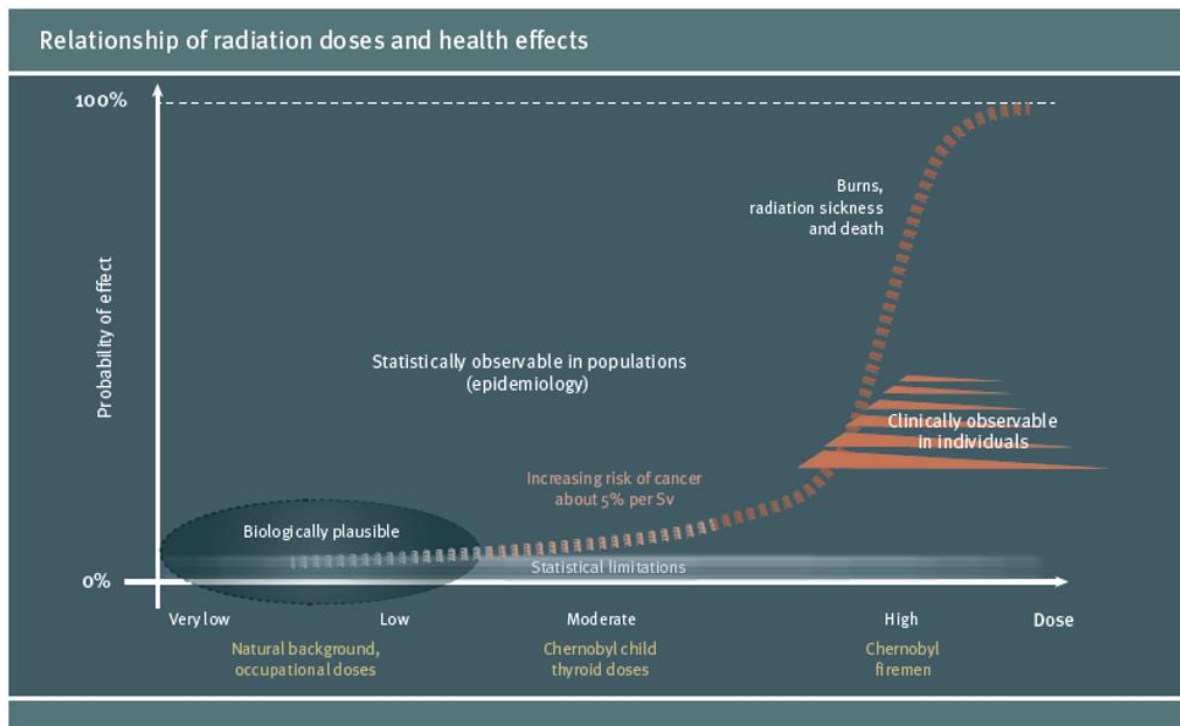 Relationship of radiation doses and health effects
100%
Burns,
radiation sickness
and death
Probability of effect
Statistically observable in populations
(epidemiology)
Clinically observable
in individuals
Increasing risk of cancer
about 5% per Sv
Biologically plausible
Statistical limitations
0%
Very low
Low
Moderate
High
Dose
Natural background,
occupational doses
Chernobyl child
thyroid doses
Chernobyl
firemen